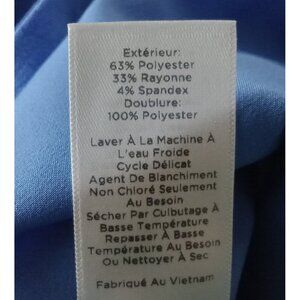 Extérieur:
63% Polyester
33% Rayonne
4% Spandex
Doublure:
100% Polyester
Laver À La Machine À
L'eau Froide
Cycle Délicat
Agent De Blanchiment
Non Chloré Seulement
Au Besoin
Sécher Par Culbutage À
Basse Température
Repasser À Basse
Température Au Besoin
Ou Nettoyer À Sec
Fabriqué Au Vietnam